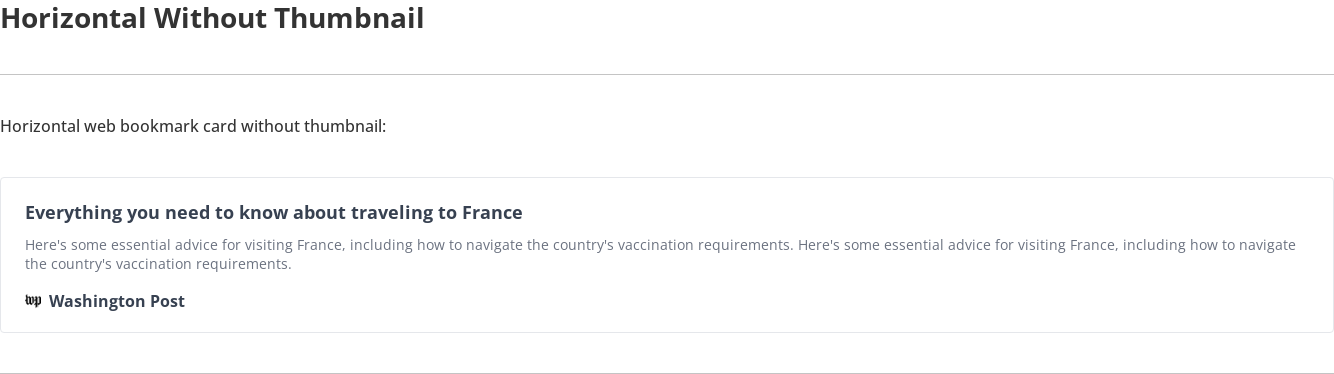 Horizontal Without Thumbnail
Horizontal web bookmark card without thumbnail:
Everything you need to know about traveling to France
Here's some essential advice for visiting France, including how to navigate the country's vaccination requirements. Here's some essential advice for visiting France, including how to navigate
the country's vaccination requirements.
wp Washington Post